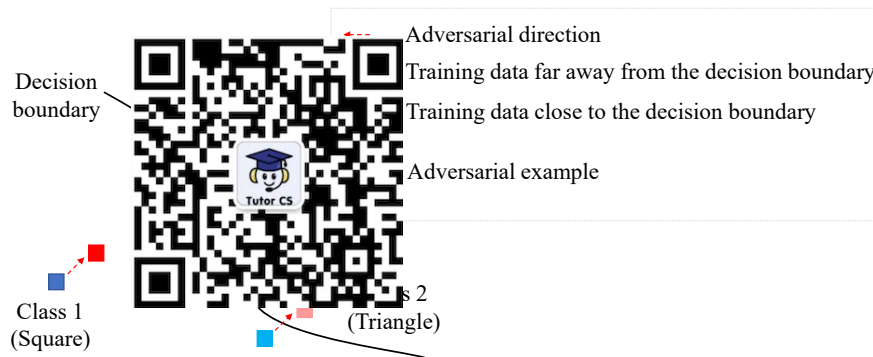 Adversarial direction
Training data far away from the decision boundary
Decision
boundary
Training data close to the decision boundary
Adversarial example
Tutor CS
Class 1
(Square)
s 2
(Triangle)